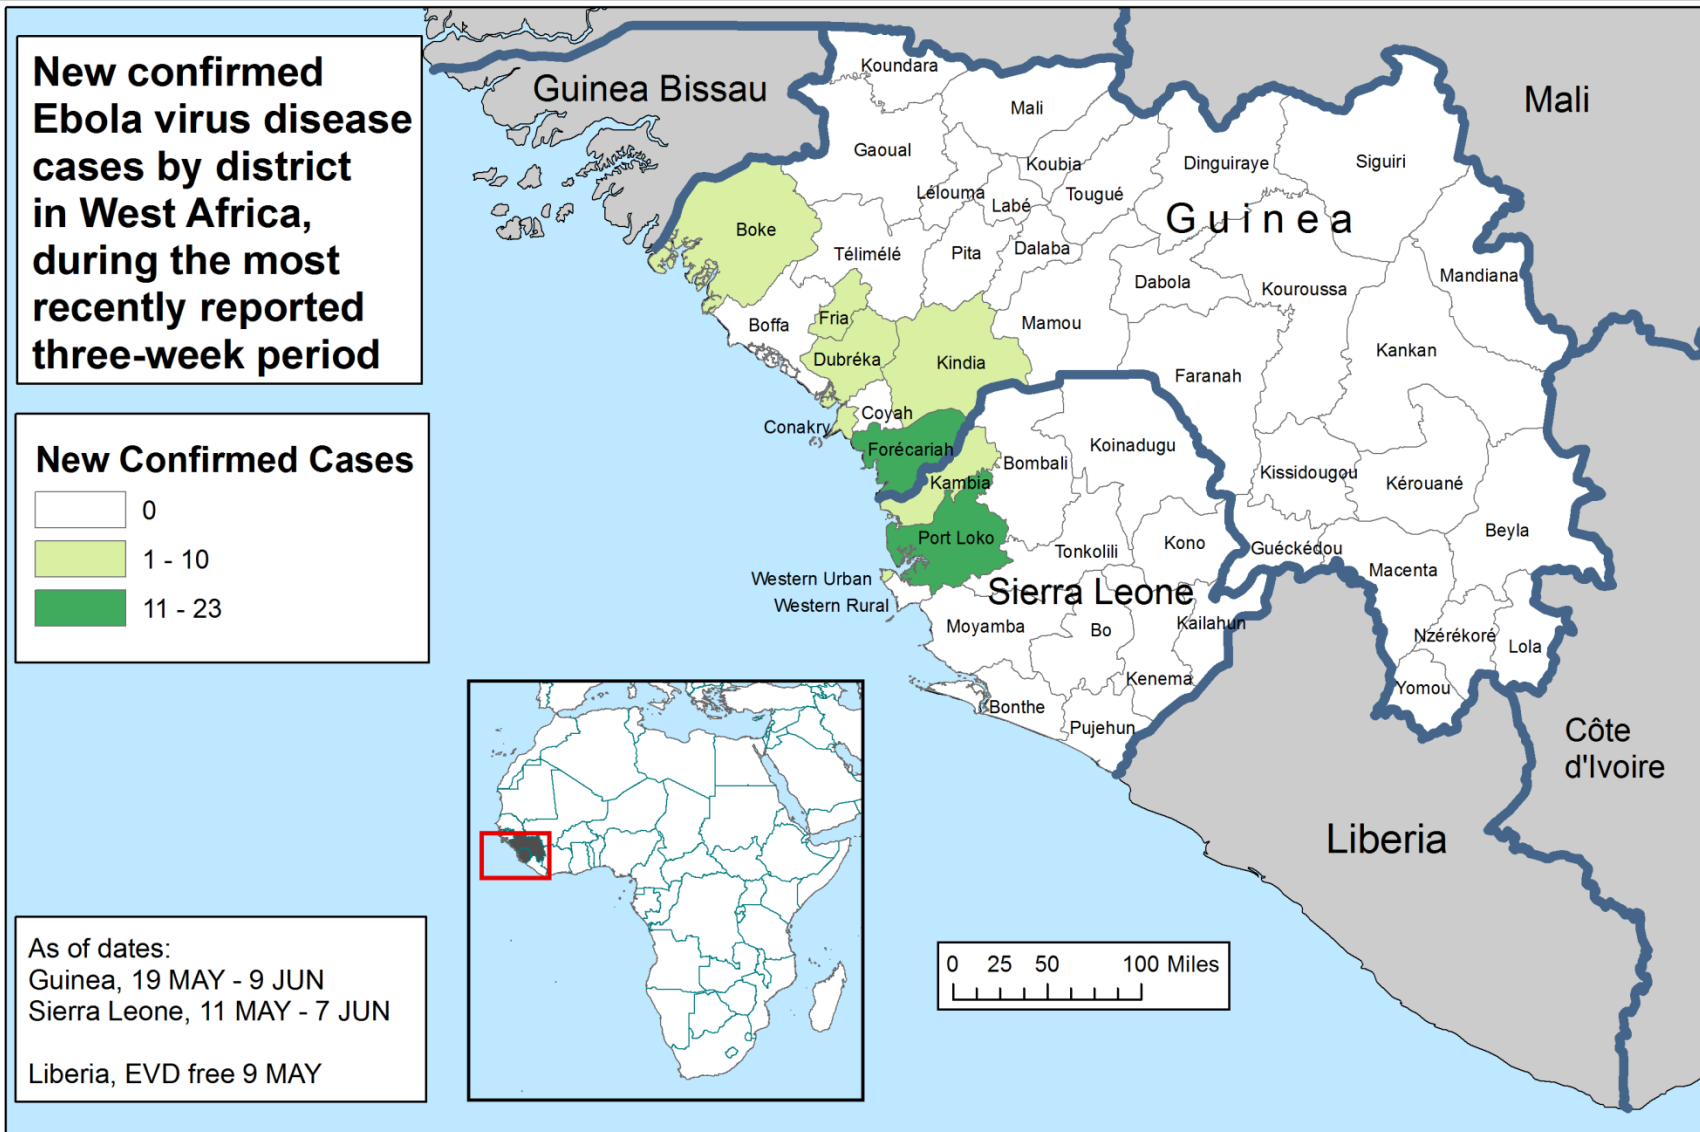 New confirmed
Ebola virus disease
cases by district
in West Africa,
during the most
recently reported
three-week period
New Confirmed Cases
0
1 - 10
11 - 23
As of dates:
Guinea, 19 MAY - 9 JUN
Sierra Leone, 11 MAY - 7 JUN
Liberia, EVD free 9 MAY
Guinea Bissau
Mali
Guinea
Sierra Leone
Liberia
Côte
d'Ivoire
Koundara
Mali
Gaoual
Koubia
Dinguiraye
Siguiri
Lélouma
Labé
Tougué
Boke
Télimélé
Pita
Dalaba
Dabola
Kouroussa
Mandiana
Boffa
Fria
Mamou
Dubréka
Kindia
Kankan
Faranah
Conakry
Coyah
Forécariah
Koinadugu
Bombali
Kambia
Kissidougou
Kérouané
Port Loko
Tonkolili
Kono
Guéckédou
Beyla
Macenta
Western Urban
Western Rural
Moyamba
Bo
Kailahun
Nzérékoré
Lola
Kenema
Yomou
Bonthe
Pujehun
0 25 50 100 Miles